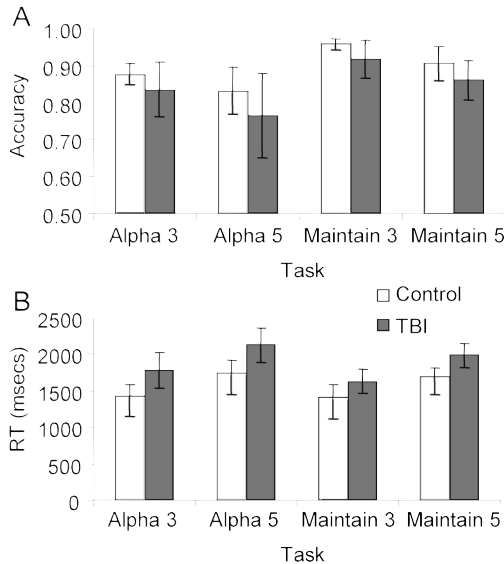 A
1.00
0.90
0.80
0.70
0.60
0.50
Accuracy
Alpha 3 Alpha 5 Maintain 3 Maintain 5
Task
B
Control
TBI
2500
2000
1500
1000
500
0
RT (msecs)
Alpha 3 Alpha 5 Maintain 3 Maintain 5
Task